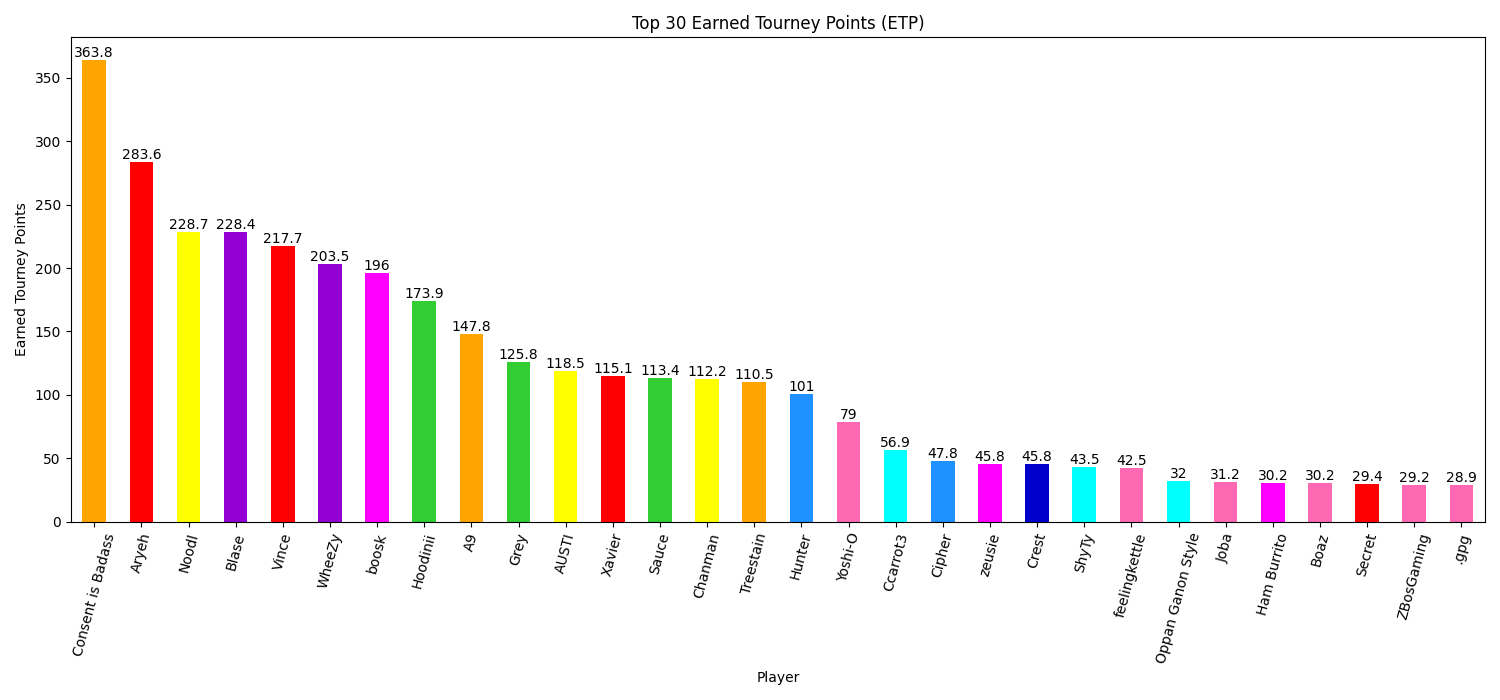 Top 30 Earned Tourney Points (ETP)
Earned Tourney Points
350
300
250
200
150
100
50
0
363.8
283.6
228.7
228.4
217.7
203.5
196
173.9
147.8
125.8
118.5
115.1
113.4
112.2
110.5
101
79
56.9
47.8
45.8
45.8
43.5
42.5
32
31.2
30.2
30.2
29.4
29.2
28.9
Consent is Badass
Aryeh
Noodl
Blase
Vince
WheeZy
boosk
Hoodinii
A9
Grey
AUSTI
Xavier
Sauce
Chanman
Treestain
Hunter
Yoshi-O
Ccarrot3
Cipher
zeusie
Crest
ShyTy
feelingkettle
Oppan Ganon Style
Joba
Ham Burrito
Boaz
Secret
ZBosGaming
.gpg
Player